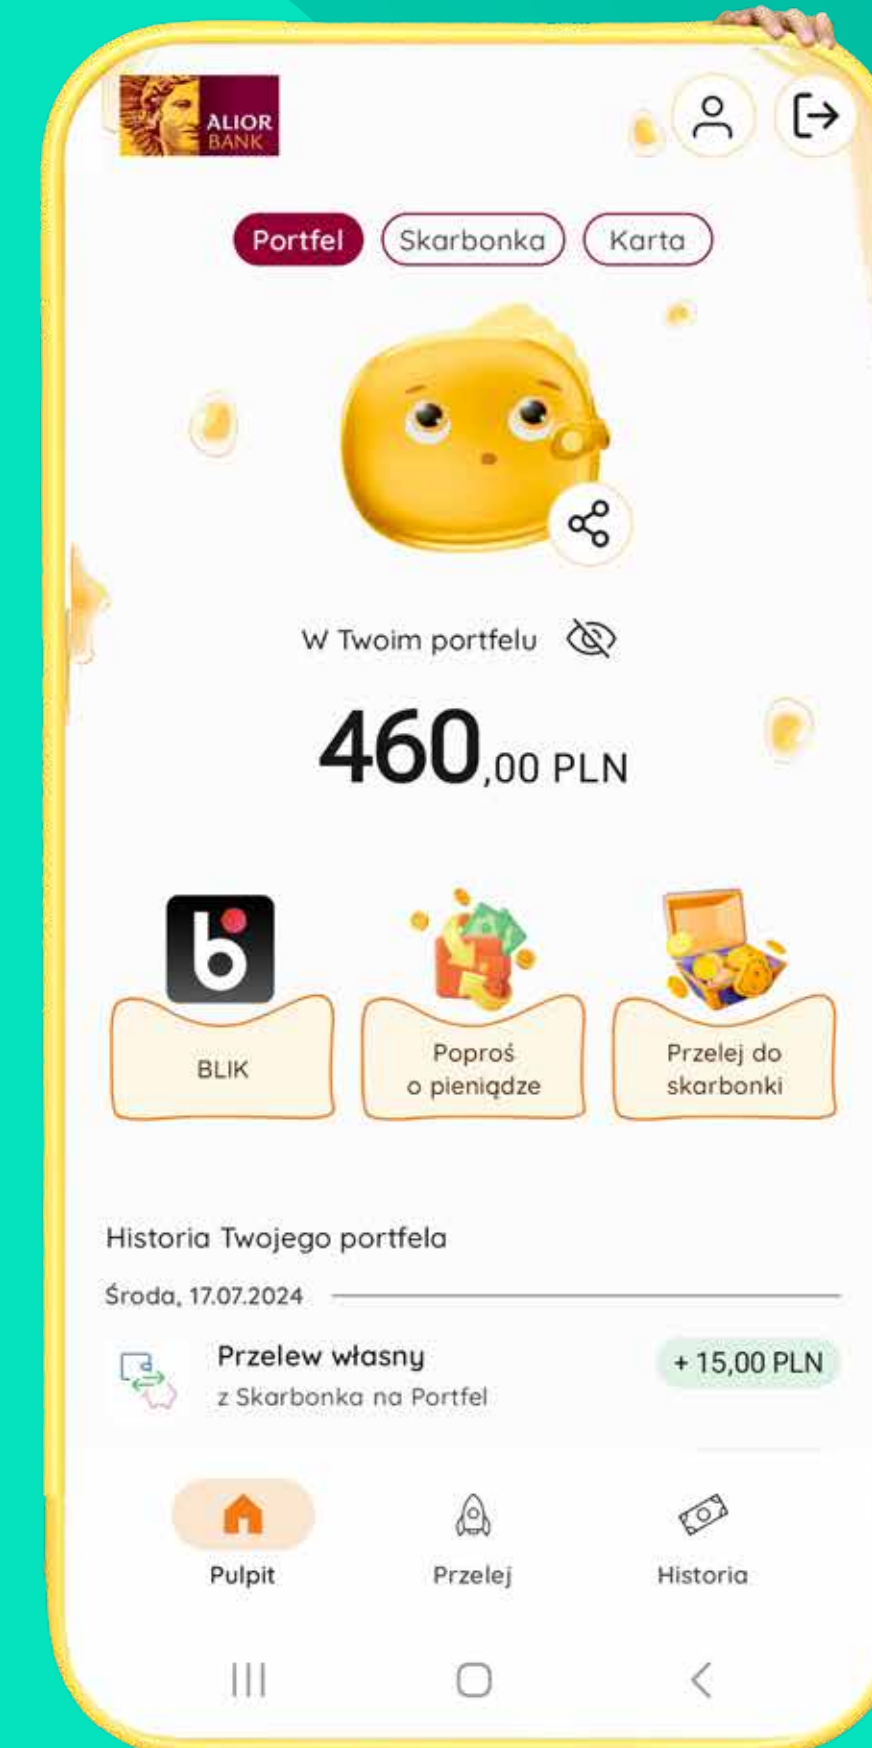 ALIOR
BANK
Portfel
Skarbonka
Karta
W Twoim portfelu
460,00 PLN
BLIK
Poproś
o pieniądze
Przelej do
skarbonki
Historia Twojego portfela
Środa, 17.07.2024
Przelew własny
+ 15,00 PLN
z Skarbonka na Portfel
Pulpit
Przelej
Historia